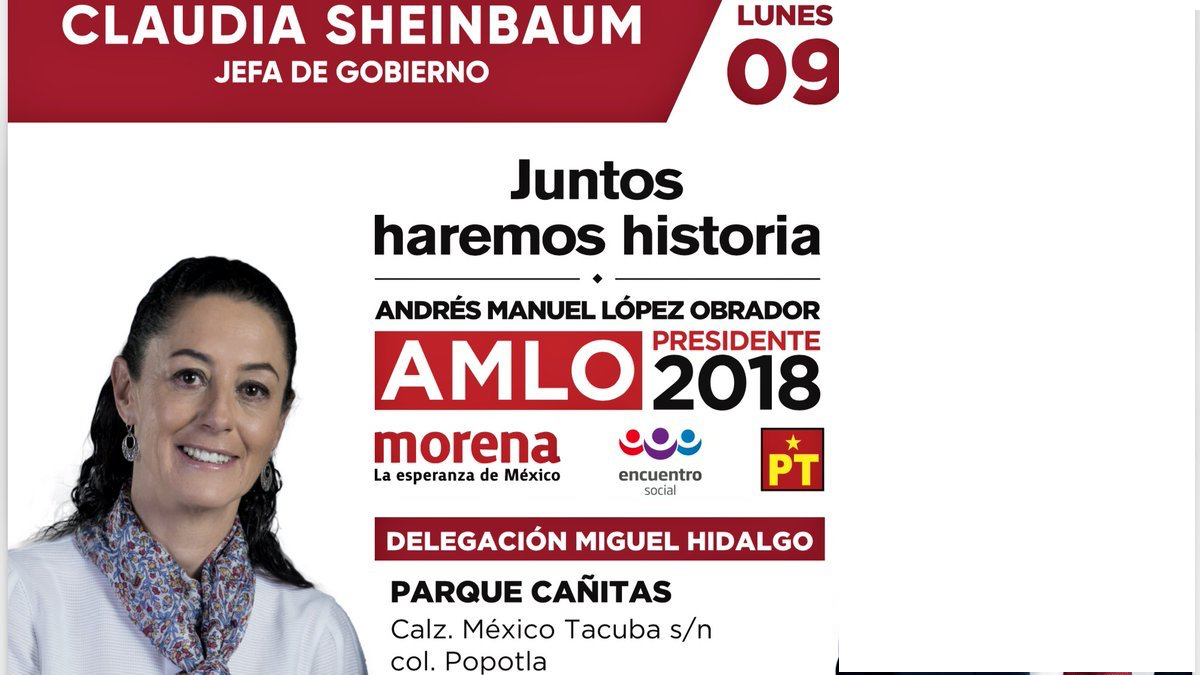 CLAUDIA SHEINBAUM
JEFA DE GOBIERNO
LUNES
09
Juntos
haremos historia
ANDRÉS MANUEL LÓPEZ OBRADOR
AMLO
PRESIDENTE
2018
morena
La esperanza de México
encuentro
social
PT
DELEGACIÓN MIGUEL HIDALGO
PARQUE CAÑITAS
Calz. México Tacuba s/n
col. Popotla